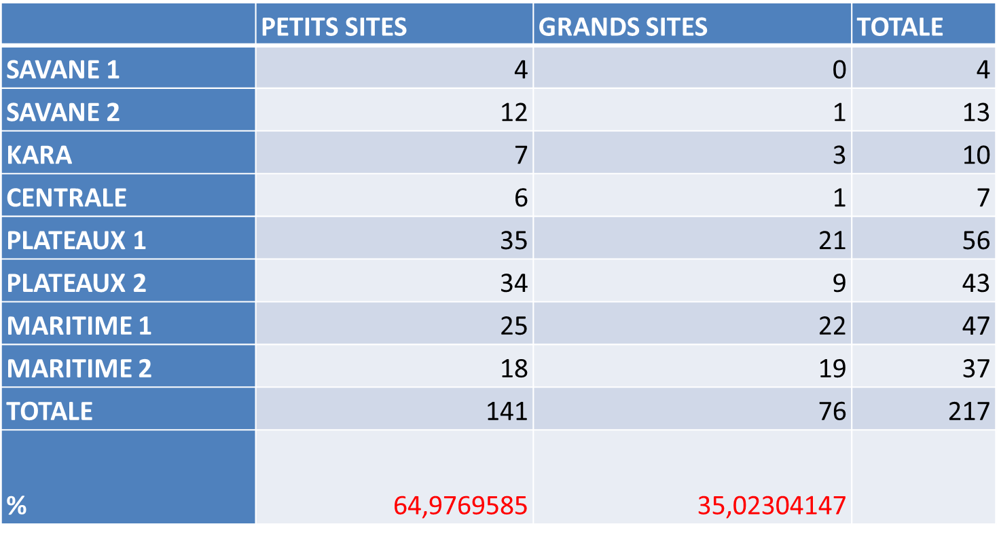 PETITS SITES GRANDS SITES TOTALE
SAVANE 1 4 0 4
SAVANE 2 12 1 13
KARA 7 3 10
CENTRALE 6 1 7
PLATEAUX 1 35 21 56
PLATEAUX 2 34 9 43
MARITIME 1 25 22 47
MARITIME 2 18 19 37
TOTALE 141 76 217
% 64,9769585 35,02304147